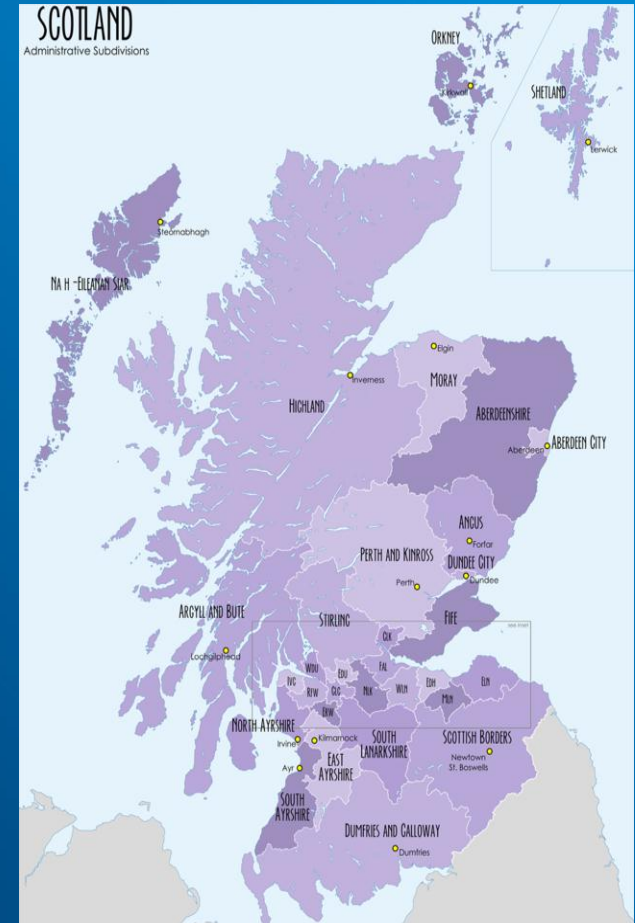 SCOTLAND
Administrative Subdivisions
ORKNEY
Kirkwall
SHETLAND
Lerwick
Steornabhagh
NA H -EILEANAN SIAR
Elgin
MORAY
Inverness
HIGHLAND
ABERDEENSHIRE
Aberdeen
ABERDEEN CITY
ANGUS
Forfar
PERTH AND KINROSS
DUNDEE CITY
Dundee
Perth
ARGYLL AND BUTE
STIRLING
FIFE
CLK
Lochgilphead
WDU
EDU
FAL
IVC
RFW
GLG
NLK
WLN
EDH
MLN
ELN
ERW
NORTH AYRSHIRE
Irvine
Kilmarnock
SOUTH
LANARKSHIRE
SCOTTISH BORDERS
Newtown
St. Boswells
EAST
AYRSHIRE
Ayr
SOUTH
AYRSHIRE
DUMFRIES AND GALLOWAY
Dumfries